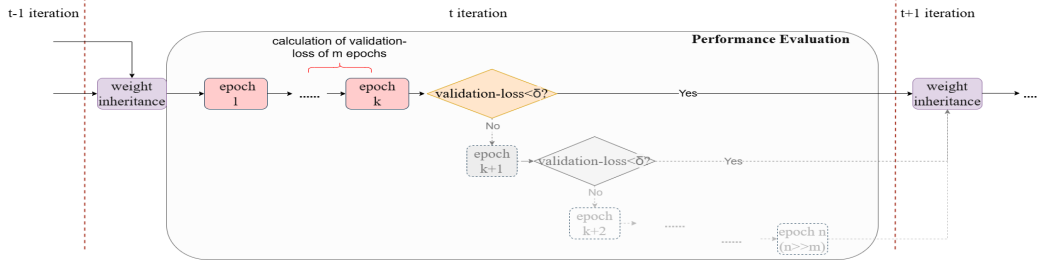 t-1 iteration
t iteration
t+1 iteration
calculation of validation-
loss of m epochs
Performance Evaluation
weight
inheritance
epoch
1
......
epoch
k
validation-loss<δ?
Yes
weight
inheritance
....
No
epoch
k+1
validation-loss<δ?
Yes
No
epoch
k+2
......
......
epoch n
(n>>m)